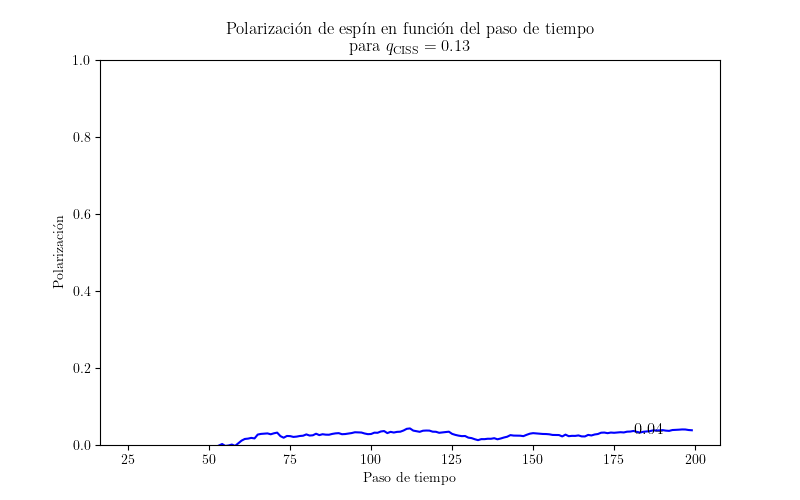 Polarización de espín en función del paso de tiempo
para qCISS = 0.13
1.0
0.8
0.6
0.4
0.2
0.0
Polarización
0.04
25 50 75 100 125 150 175 200
Paso de tiempo